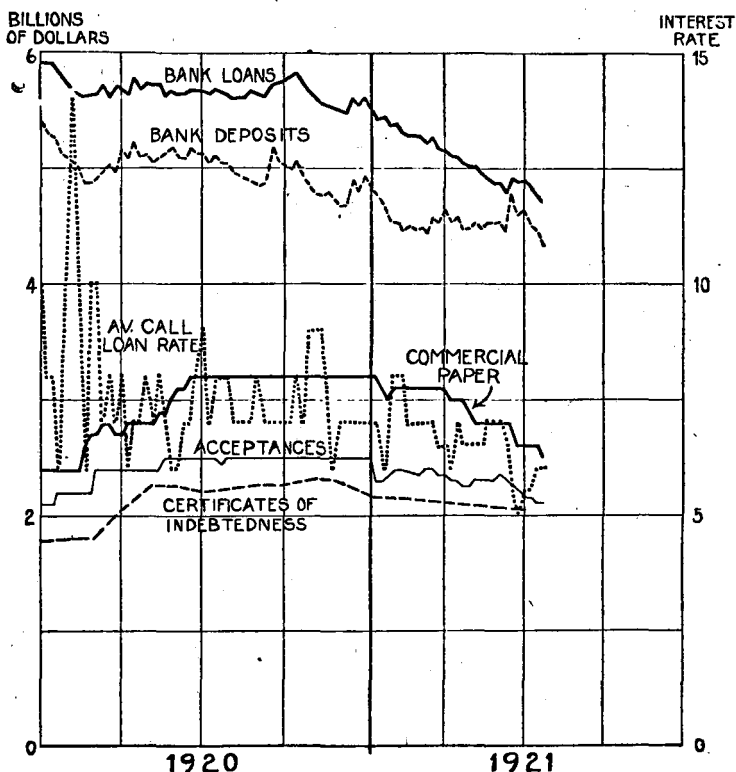 BILLIONS
OF DOLLARS
INTEREST
RATE
6
15
BANK LOANS
BANK DEPOSITS
4
10
AV. CALL
LOAN RATE
COMMERCIAL
PAPER
ACCEPTANCES
CERTIFICATES OF
INDEBTEDNESS
2
5
0
0
1920
1921